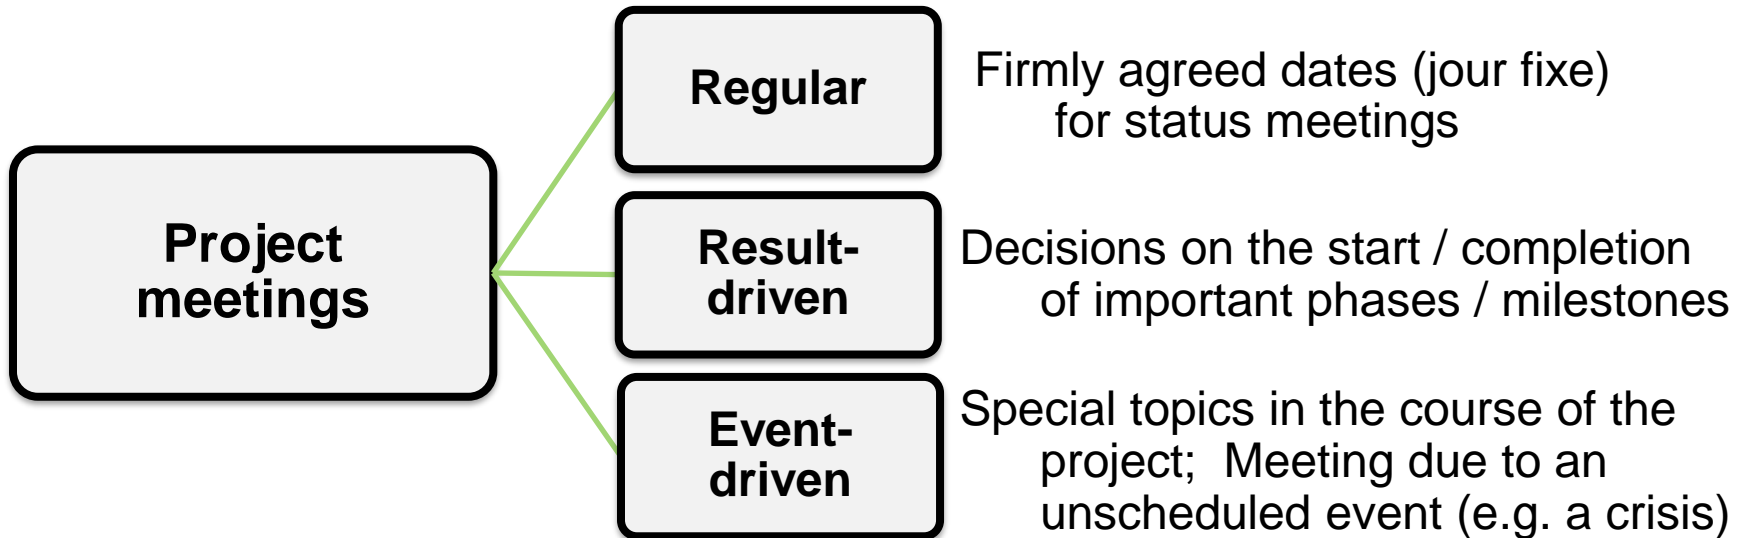 Project
meetings
Regular
Firmly agreed dates (jour fixe)
for status meetings
Result-
driven
Decisions on the start / completion
of important phases / milestones
Event-
driven
Special topics in the course of the
project;  Meeting due to an
unscheduled event (e.g. a crisis)